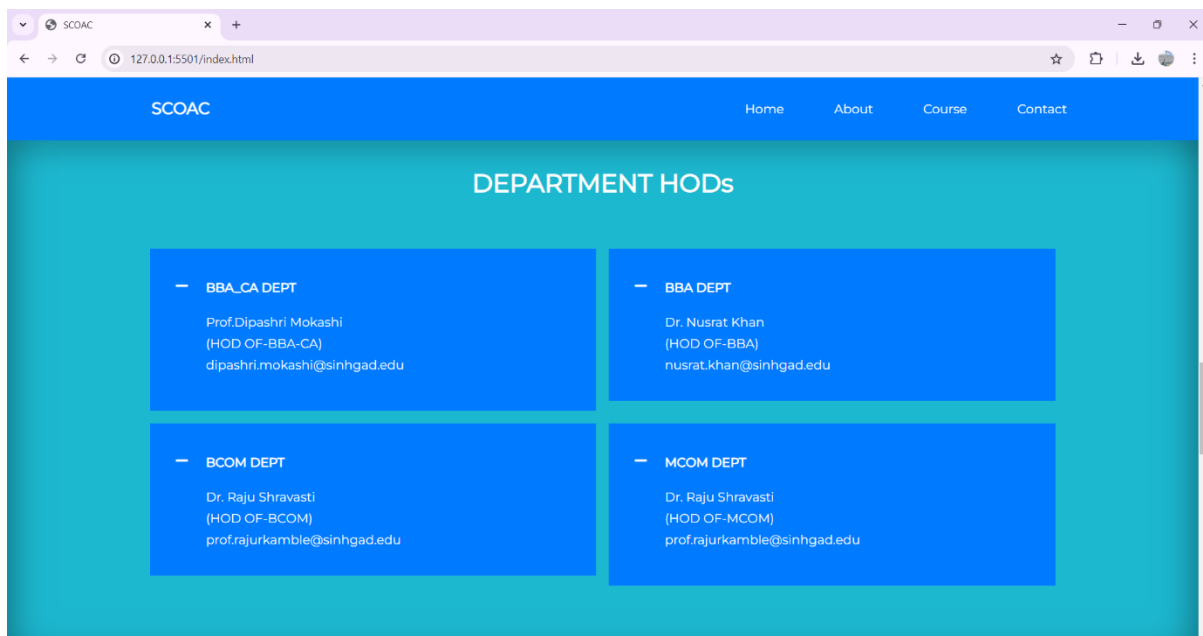 SCOAC
127.0.0.1:5501/index.html
SCOAC Home About Course Contact
DEPARTMENT HODs
BBA_CA DEPT
Prof.Dipashri Mokashi
(HOD OF-BBA-CA)
dipashri.mokashi@sinhgad.edu
BBA DEPT
Dr. Nusrat Khan
(HOD OF-BBA)
nusrat.khan@sinhgad.edu
BCOM DEPT
Dr. Raju Shravasti
(HOD OF-BCOM)
prof.rajurkamble@sinhgad.edu
MCOM DEPT
Dr. Raju Shravasti
(HOD OF-MCOM)
prof.rajurkamble@sinhgad.edu